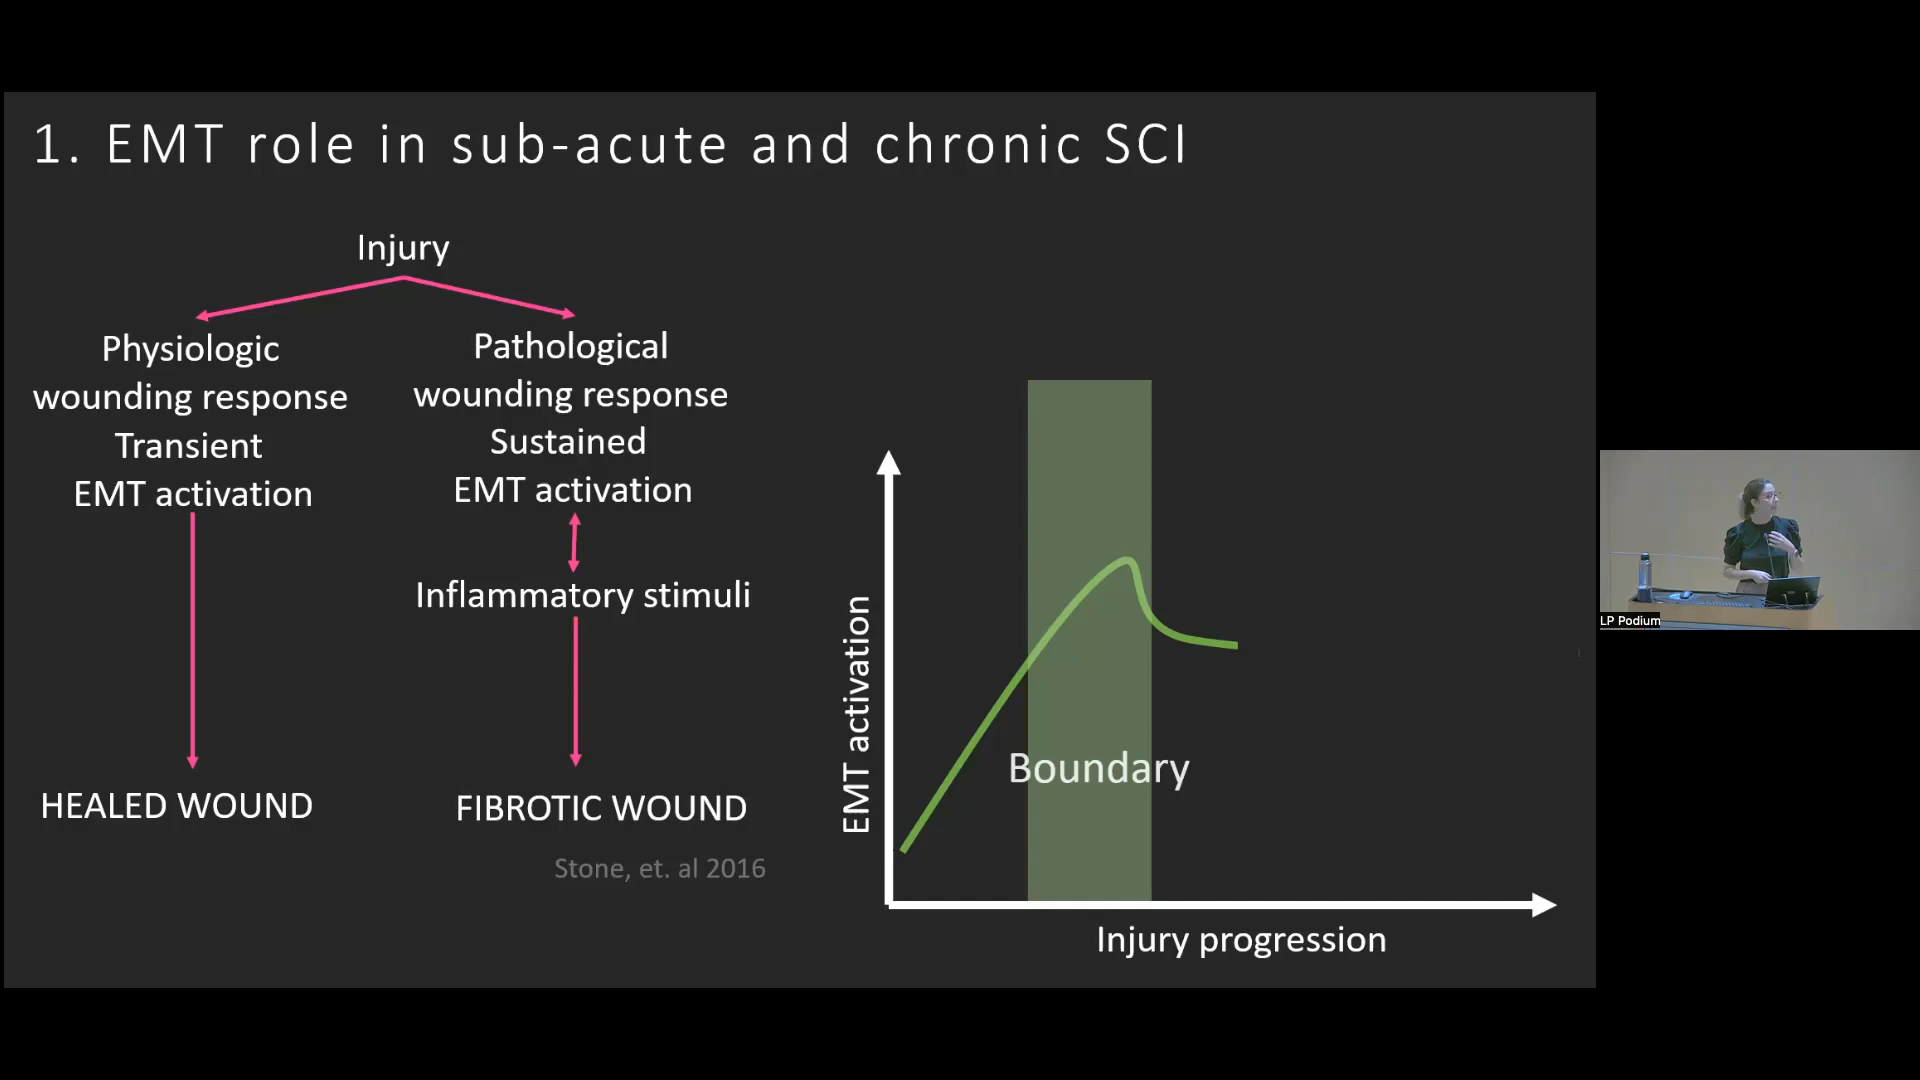 1. EMT role in sub-acute and chronic SCI
Injury
Physiologic
wounding response
Transient
EMT activation
Pathological
wounding response
Sustained
EMT activation
Inflammatory stimuli
HEALED WOUND
FIBROTIC WOUND
Stone, et. al 2016
EMT activation
Boundary
Injury progression
LP Podium